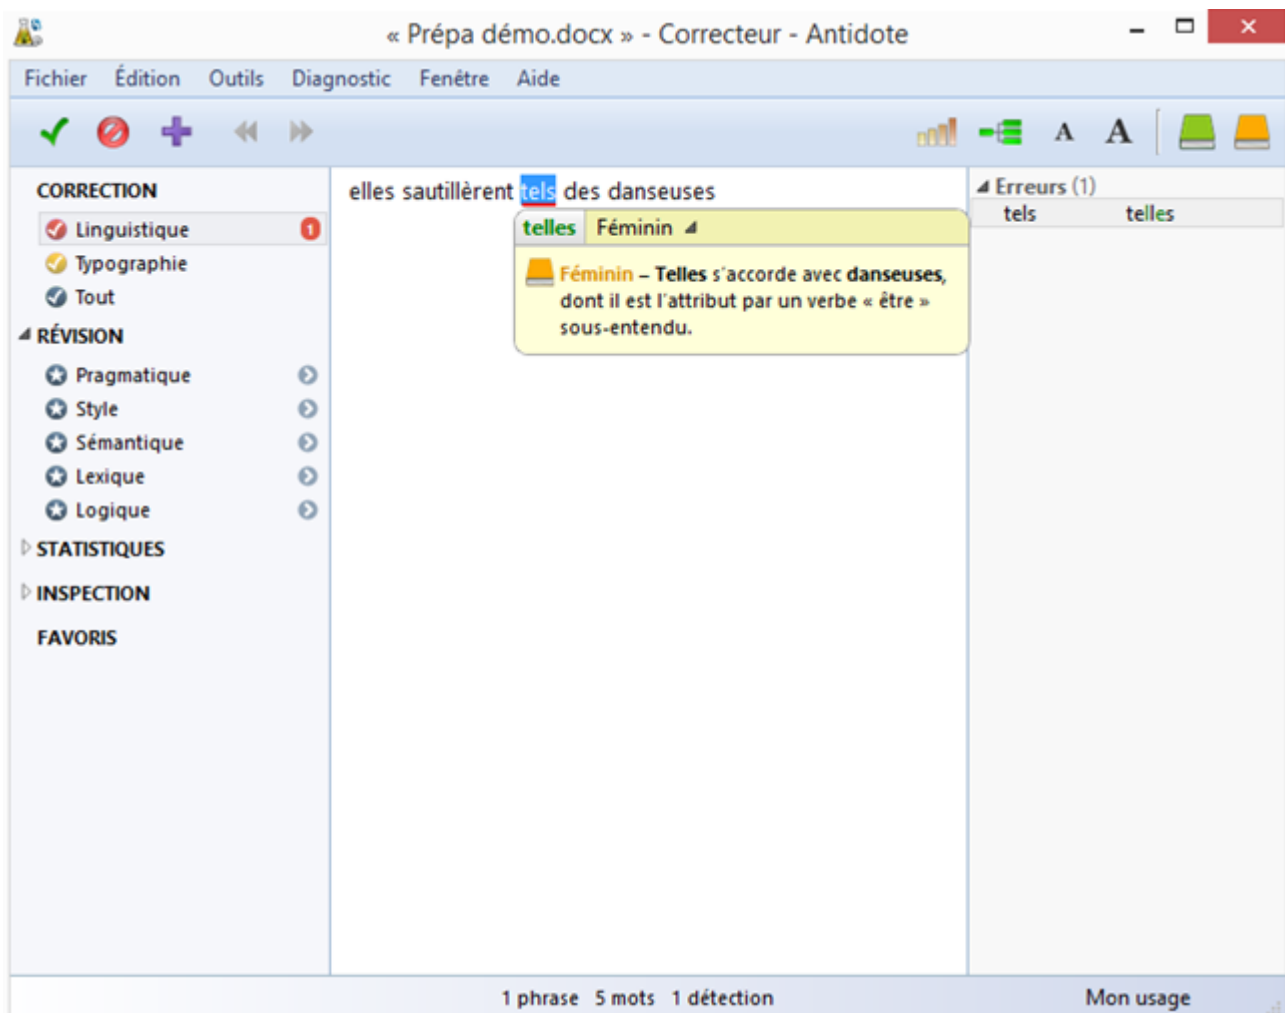 « Prépa démo.docx » - Correcteur - Antidote
Fichier Édition Outils Diagnostic Fenêtre Aide
A A
CORRECTION
Linguistique 1
Typographie
Tout
RÉVISION
Pragmatique
Style
Sémantique
Lexique
Logique
STATISTIQUES
INSPECTION
FAVORIS
elles sautillèrent tels des danseuses
telles Féminin
Féminin – Telles s'accorde avec danseuses,
dont il est l'attribut par un verbe « être »
sous-entendu.
Erreurs (1)
tels telles
1 phrase 5 mots 1 détection
Mon usage